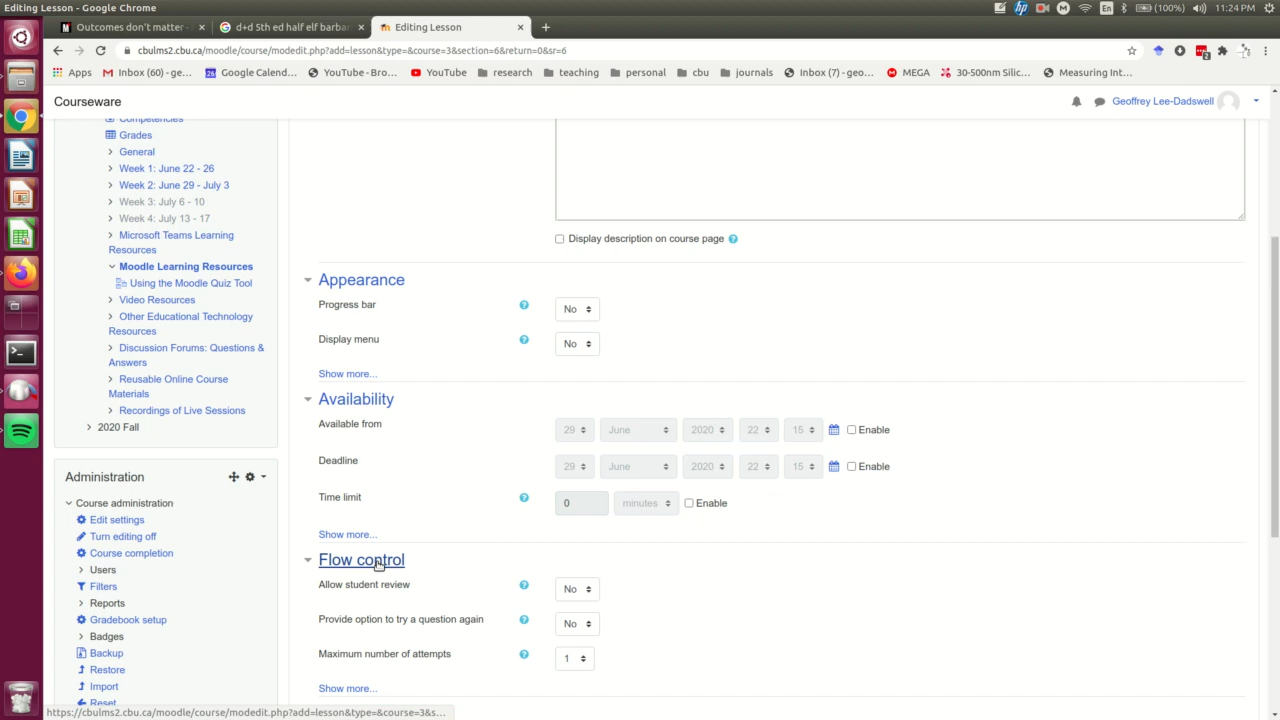 Editing Lesson - Google Chrome
En (100%) 11:24 PM
Outcomes don't matter -
d+d 5th ed half elf barbar
Editing Lesson
cbulms2.cbu.ca/moodle/course/modedit.php?add=lesson&type=&course=3&section=6&return=0&sr=6
2
Apps
Inbox (60) - ge...
Google Calend...
YouTube - Bro...
YouTube
research
teaching
personal
cbu
journals
Inbox (7) - geo...
MEGA
30-500nm Silic...
Measuring Int...
Courseware
Geoffrey Lee-Dadswell
Competencies
Grades
General
Week 1: June 22 - 26
Week 2: June 29 - July 3
Week 3: July 6 - 10
Week 4: July 13 - 17
Microsoft Teams Learning
Resources
Moodle Learning Resources
Using the Moodle Quiz Tool
Video Resources
Other Educational Technology
Resources
Discussion Forums: Questions &
Answers
Reusable Online Course
Materials
Recordings of Live Sessions
2020 Fall
Administration
Course administration
Edit settings
Turn editing off
Course completion
Users
Filters
Reports
Gradebook setup
Badges
Backup
Restore
Import
Reset
Display description on course page
Appearance
Progress bar No
Display menu No
Show more...
Availability
Available from 29 June 2020 22 15 Enable
Deadline 29 June 2020 22 15 Enable
Time limit 0 minutes Enable
Show more...
Flow control
Allow student review No
Provide option to try a question again No
Maximum number of attempts 1
Show more...
https://cbulms2.cbu.ca/moodle/course/modedit.php?add=lesson&type=&course=3&s...